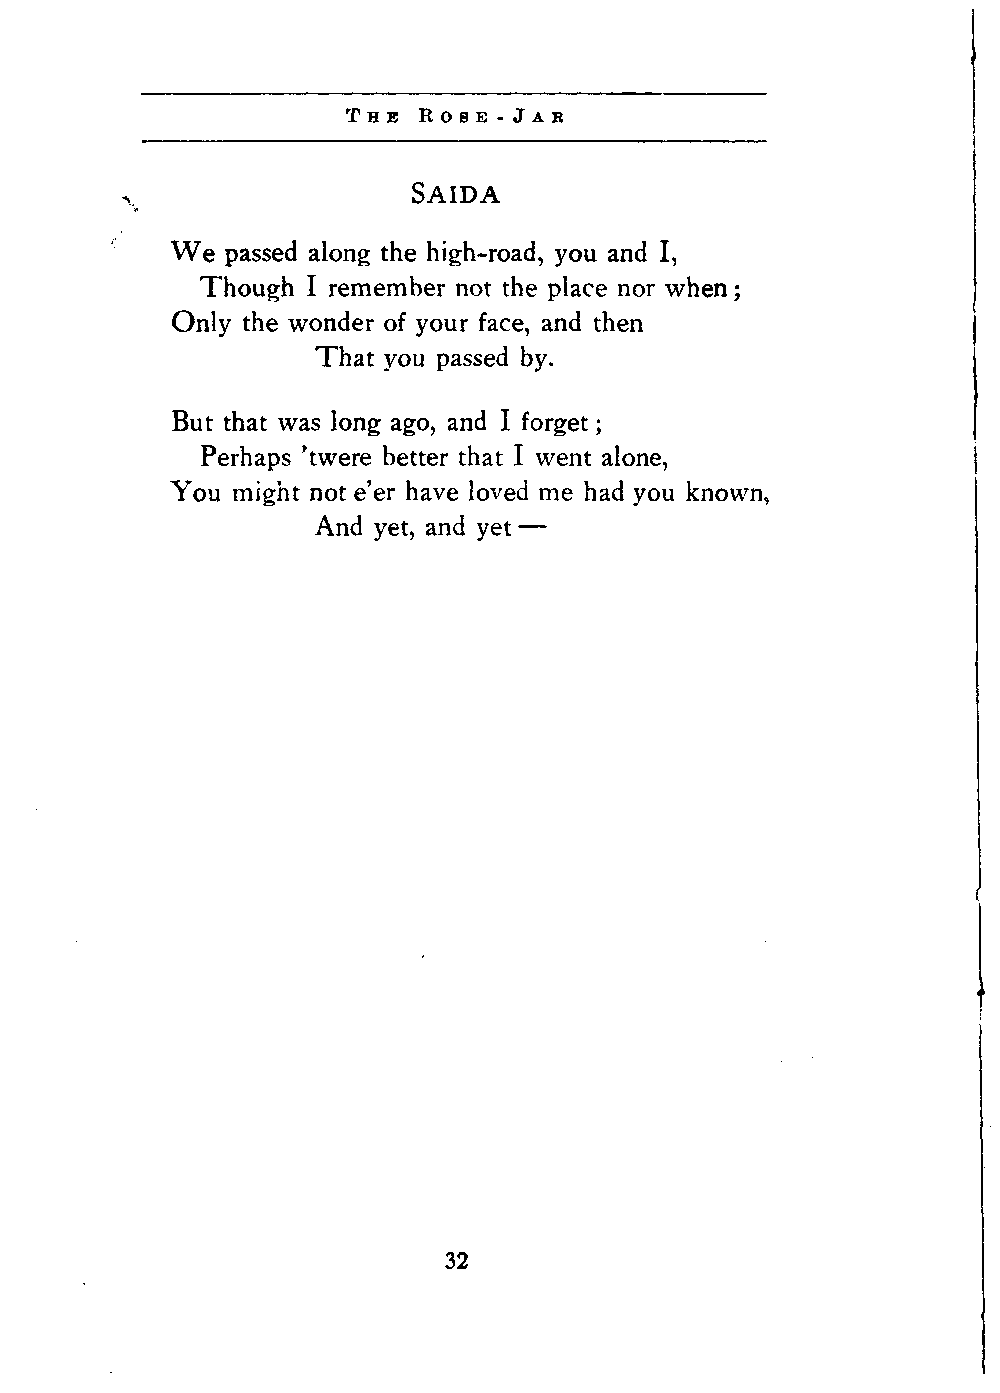 THE ROSE-JAR
SAIDA
We passed along the high-road, you and I,
Though I remember not the place nor when;
Only the wonder of your face, and then
That you passed by.
But that was long ago, and I forget;
Perhaps 'twere better that I went alone,
You might not e'er have loved me had you known,
And yet, and yet—
32